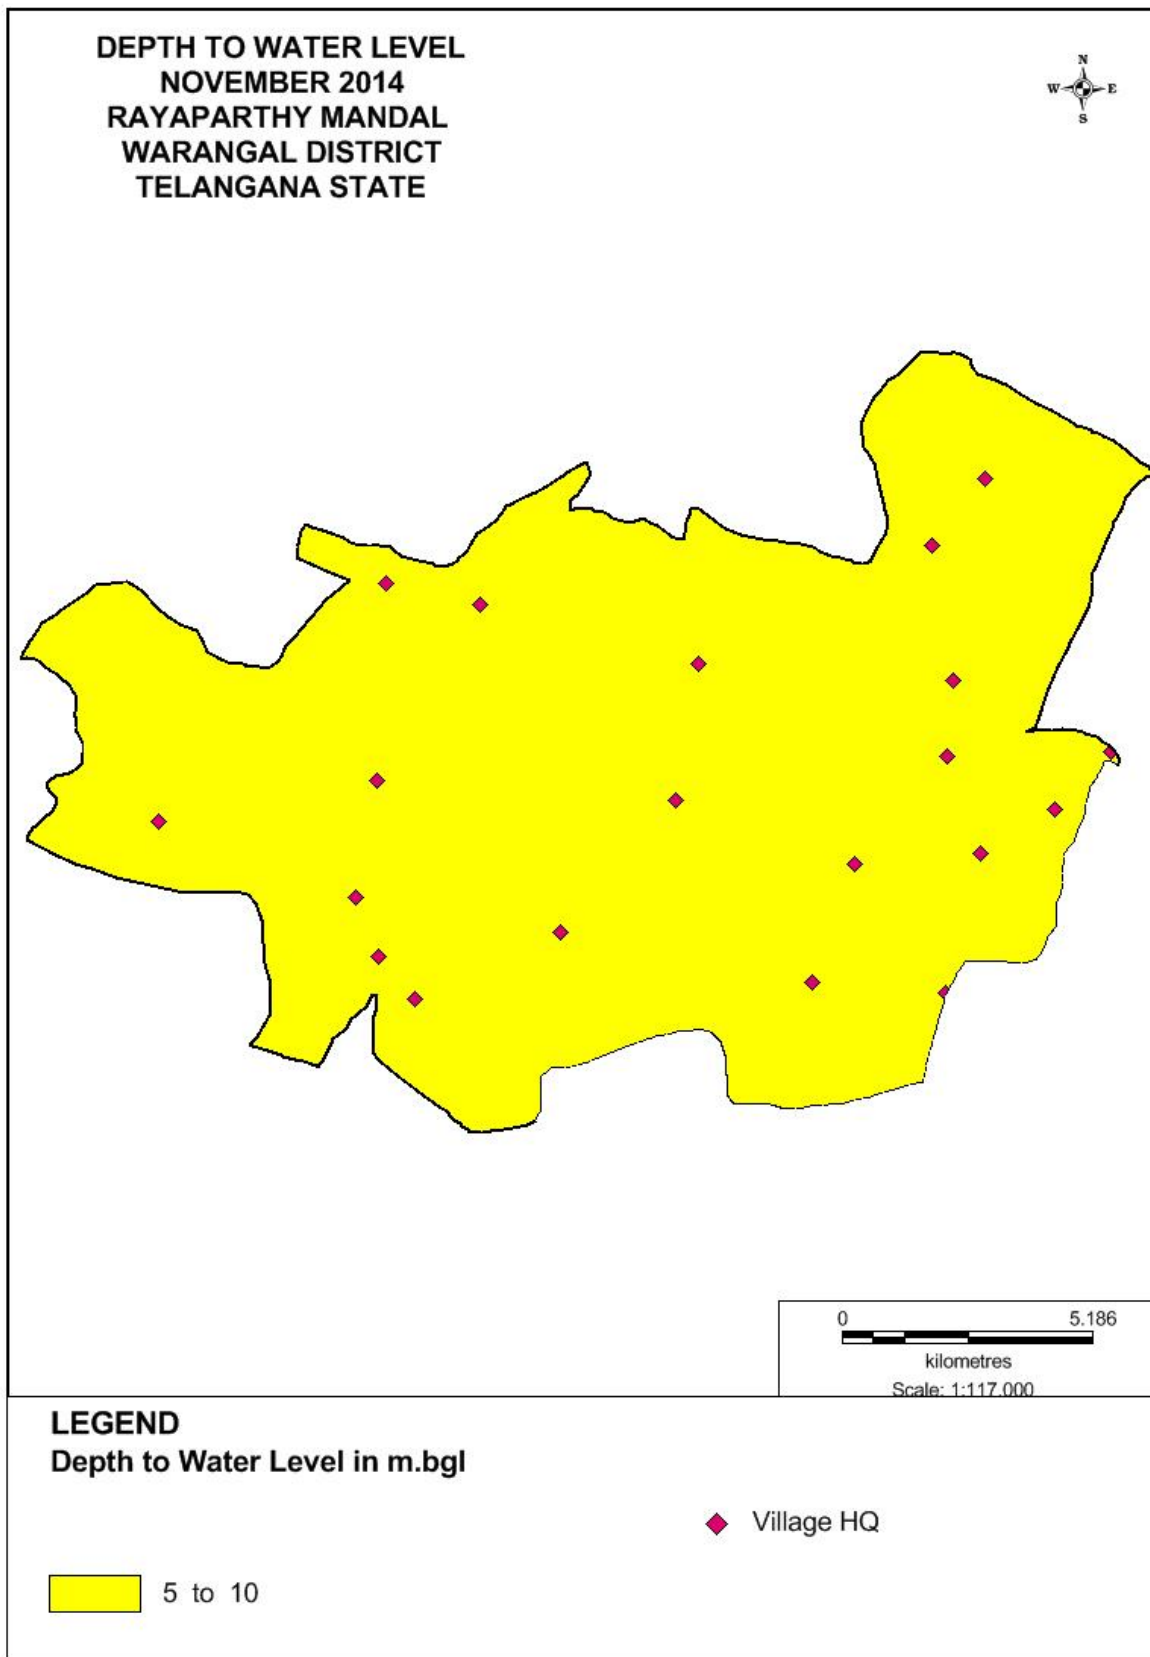 DEPTH TO WATER LEVEL
NOVEMBER 2014
RAYAPARTHY MANDAL
WARANGAL DISTRICT
TELANGANA STATE
N
W E
S
0 5.186
kilometres
Scale: 1:117,000
LEGEND
Depth to Water Level in m.bgl
Village HQ
5 to 10